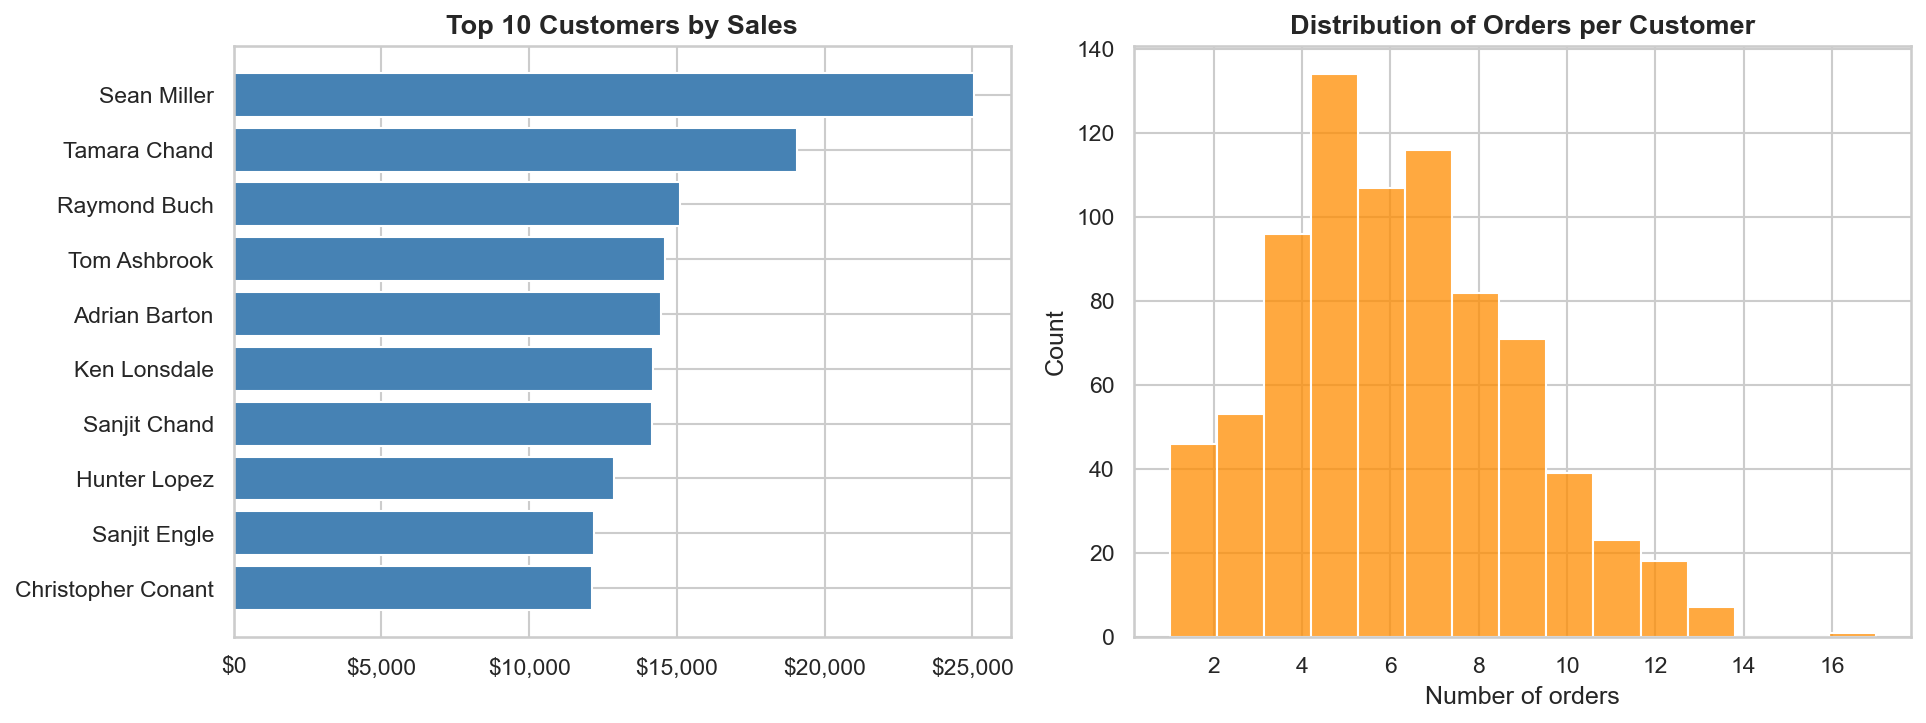 Top 10 Customers by Sales
Sean Miller
Tamara Chand
Raymond Buch
Tom Ashbrook
Adrian Barton
Ken Lonsdale
Sanjit Chand
Hunter Lopez
Sanjit Engle
Christopher Conant
$0 $5,000 $10,000 $15,000 $20,000 $25,000
Distribution of Orders per Customer
Count
140
120
100
80
60
40
20
0
2 4 6 8 10 12 14 16
Number of orders